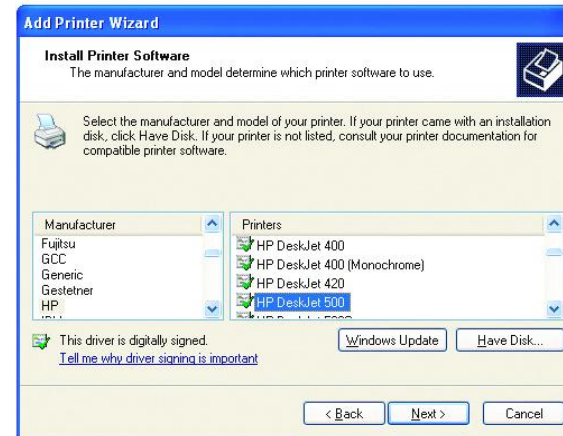 Add Printer Wizard
Install Printer Software
The manufacturer and model determine which printer software to use.
Select the manufacturer and model of your printer. If your printer came with an installation
disk, click Have Disk. If your printer is not listed, consult your printer documentation for
compatible printer software.
Manufacturer
Fujitsu
GCC
Generic
Gestetner
HP
Printers
HP DeskJet 400
HP DeskJet 400 (Monochrome)
HP DeskJet 420
HP DeskJet 500
This driver is digitally signed.
Tell me why driver signing is important
Windows Update
Have Disk...
< Back
Next >
Cancel